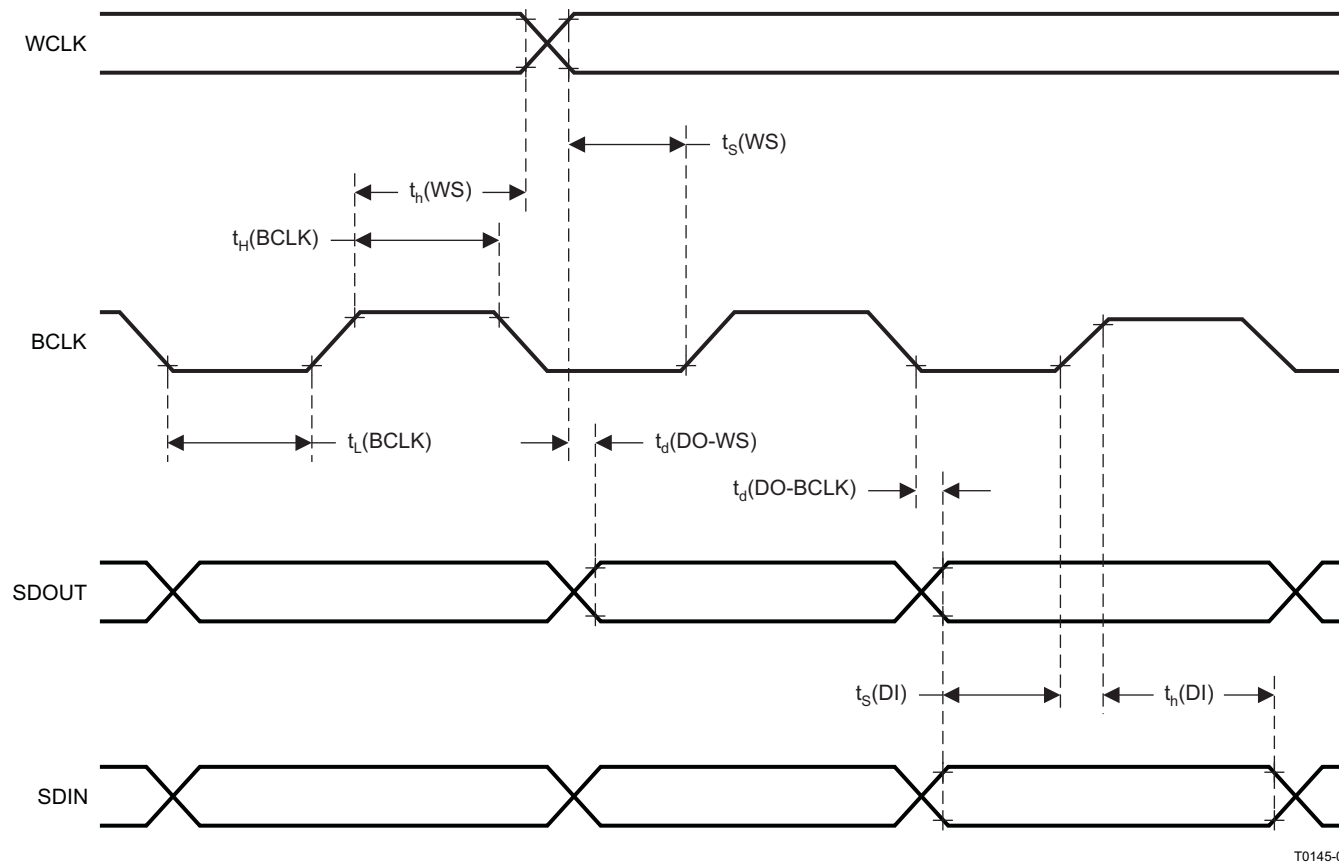 WCLK
tS(WS)
th(WS)
tH(BCLK)
BCLK
tL(BCLK)
td(DO-WS)
td(DO-BCLK)
SDOUT
tS(DI)
th(DI)
SDIN